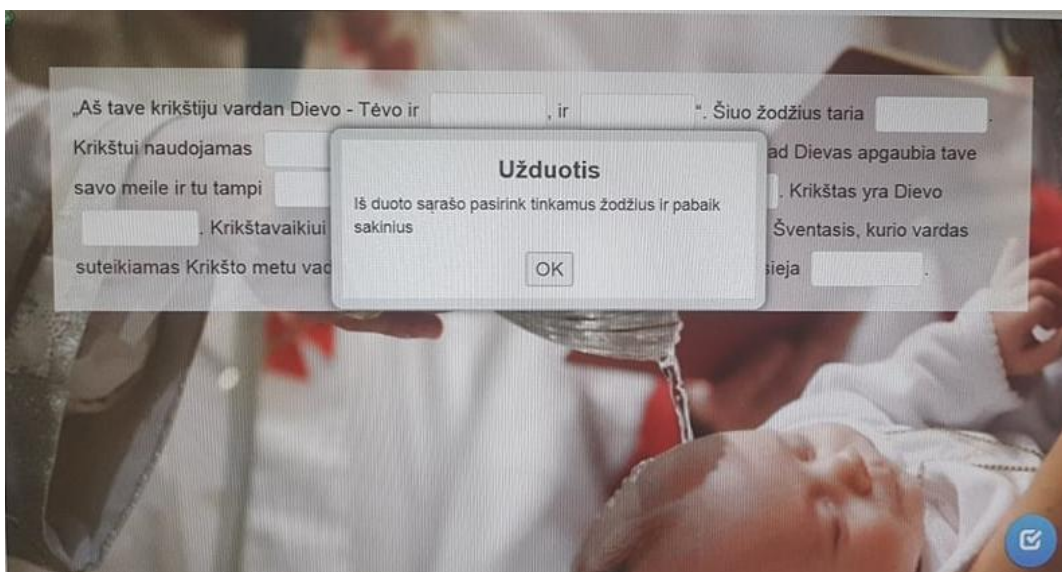 „Aš tave krikštiju vardan Dievo - Tėvo ir , ir “. Šiuo žodžius taria .
Krikštui naudojamas ad Dievas apgaubia tave
savo meile ir tu tampi . Krikštas yra Dievo
. Krikštavaikiui Šventasis, kurio vardas
suteikiamas Krikšto metu vad sieja .
Užduotis
Iš duoto sąrašo pasirink tinkamus žodžius ir pabaik
sakinius
OK